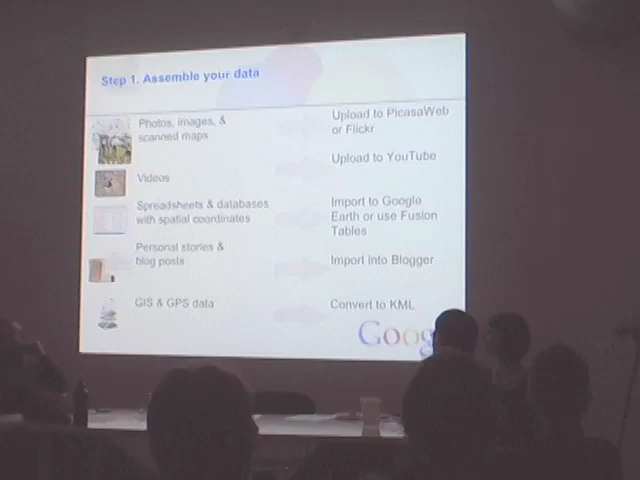 Step 1. Assemble your data
Photos, images, &
scanned maps
Upload to PicasaWeb
or Flickr
Videos
Upload to YouTube
Spreadsheets & databases
with spatial coordinates
Import to Google
Earth or use Fusion
Tables
Personal stories &
blog posts
Import into Blogger
GIS & GPS data
Convert to KML
Goog